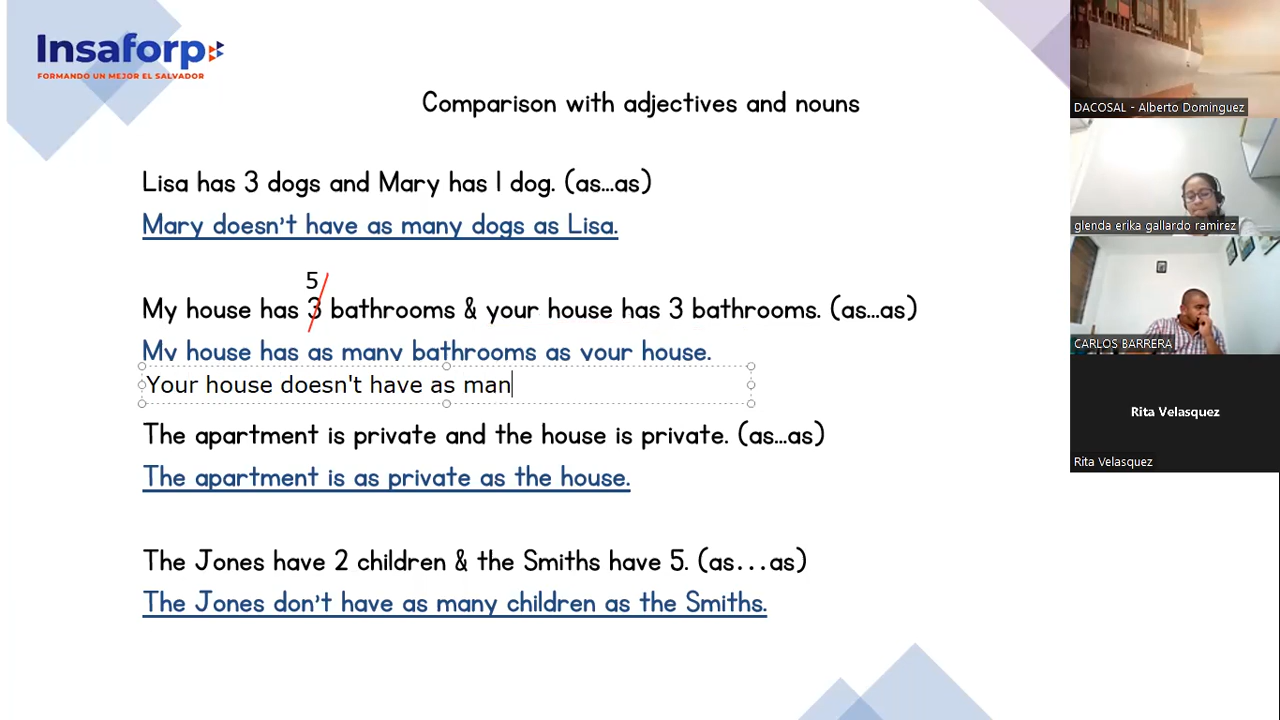 Insaforp
FORMANDO UN MEJOR EL SALVADOR
Comparison with adjectives and nouns
Lisa has 3 dogs and Mary has 1 dog. (as...as)
Mary doesn't have as many dogs as Lisa.
5
My house has 3 bathrooms & your house has 3 bathrooms. (as...as)
My house has as many bathrooms as your house.
Your house doesn't have as man
The apartment is private and the house is private. (as...as)
The apartment is as private as the house.
The Jones have 2 children & the Smiths have 5. (as...as)
The Jones don't have as many children as the Smiths.
DACOSAL - Alberto Domínguez
glenda erika gallardo ramirez
CARLOS BARRERA
Rita Velasquez
Rita Velasquez